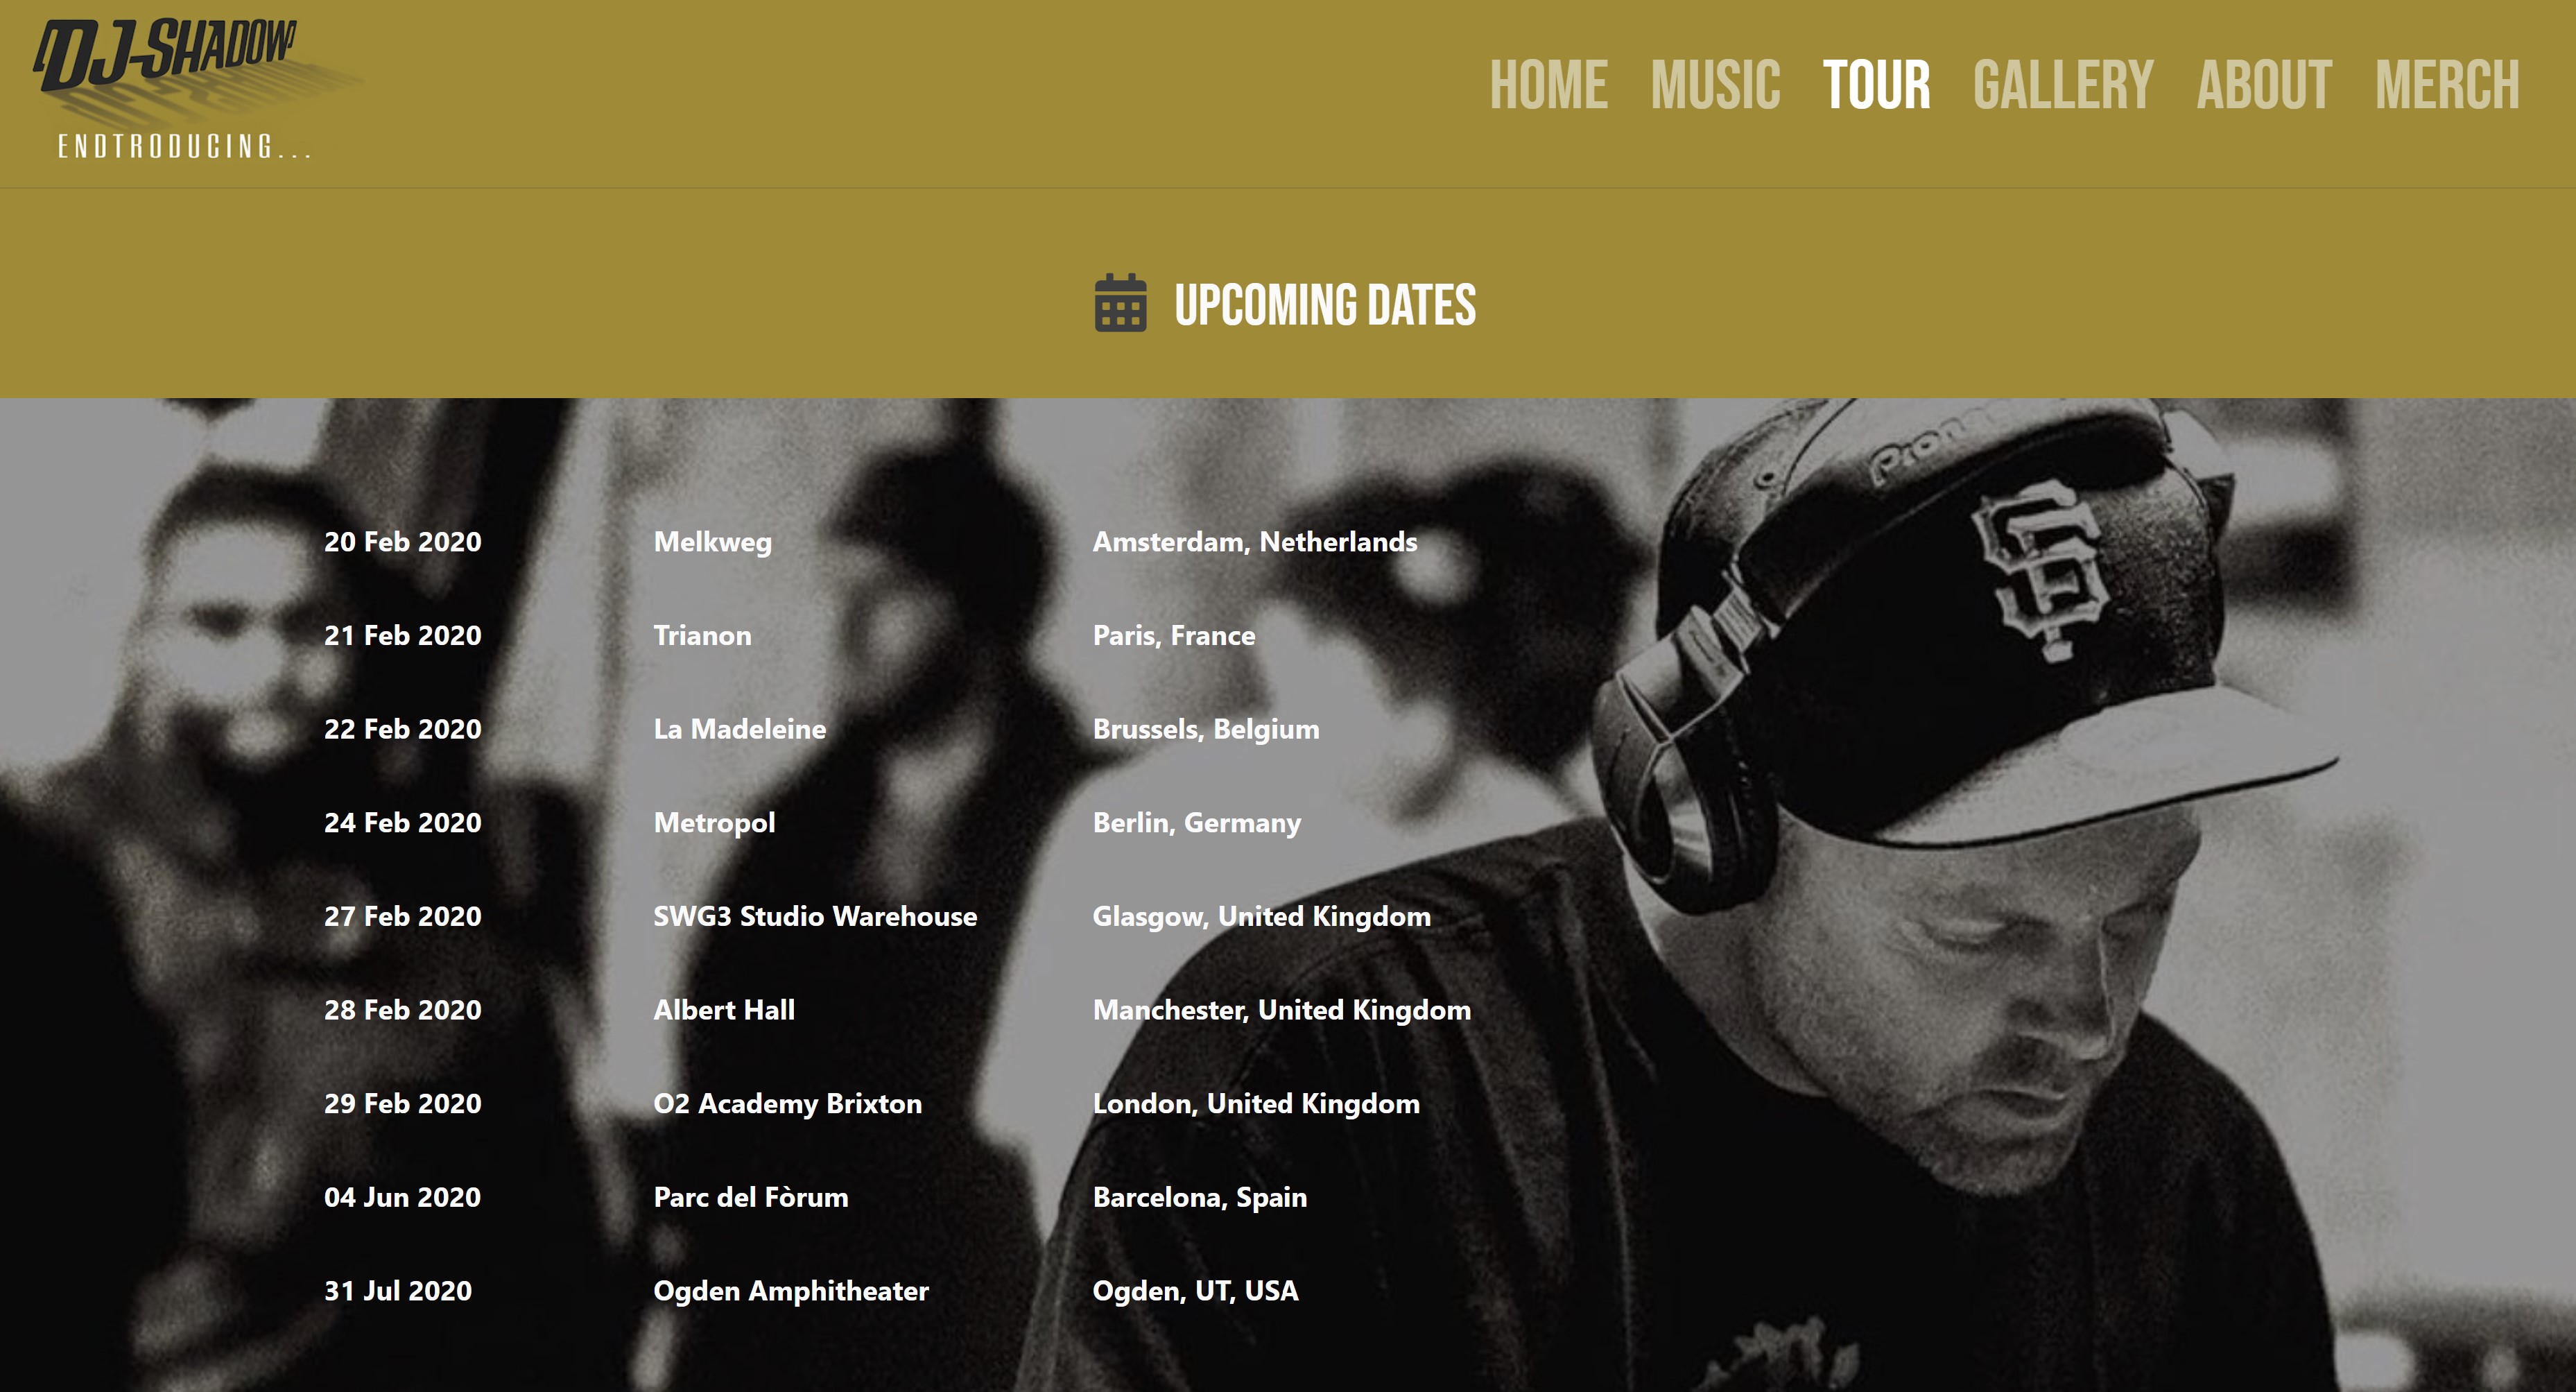 DJ-SHADOW
ENDTRODUCING...
HOME MUSIC TOUR GALLERY ABOUT MERCH
UPCOMING DATES
20 Feb 2020 Melkweg Amsterdam, Netherlands
21 Feb 2020 Trianon Paris, France
22 Feb 2020 La Madeleine Brussels, Belgium
24 Feb 2020 Metropol Berlin, Germany
27 Feb 2020 SWG3 Studio Warehouse Glasgow, United Kingdom
28 Feb 2020 Albert Hall Manchester, United Kingdom
29 Feb 2020 O2 Academy Brixton London, United Kingdom
04 Jun 2020 Parc del Fòrum Barcelona, Spain
31 Jul 2020 Ogden Amphitheater Ogden, UT, USA
SF